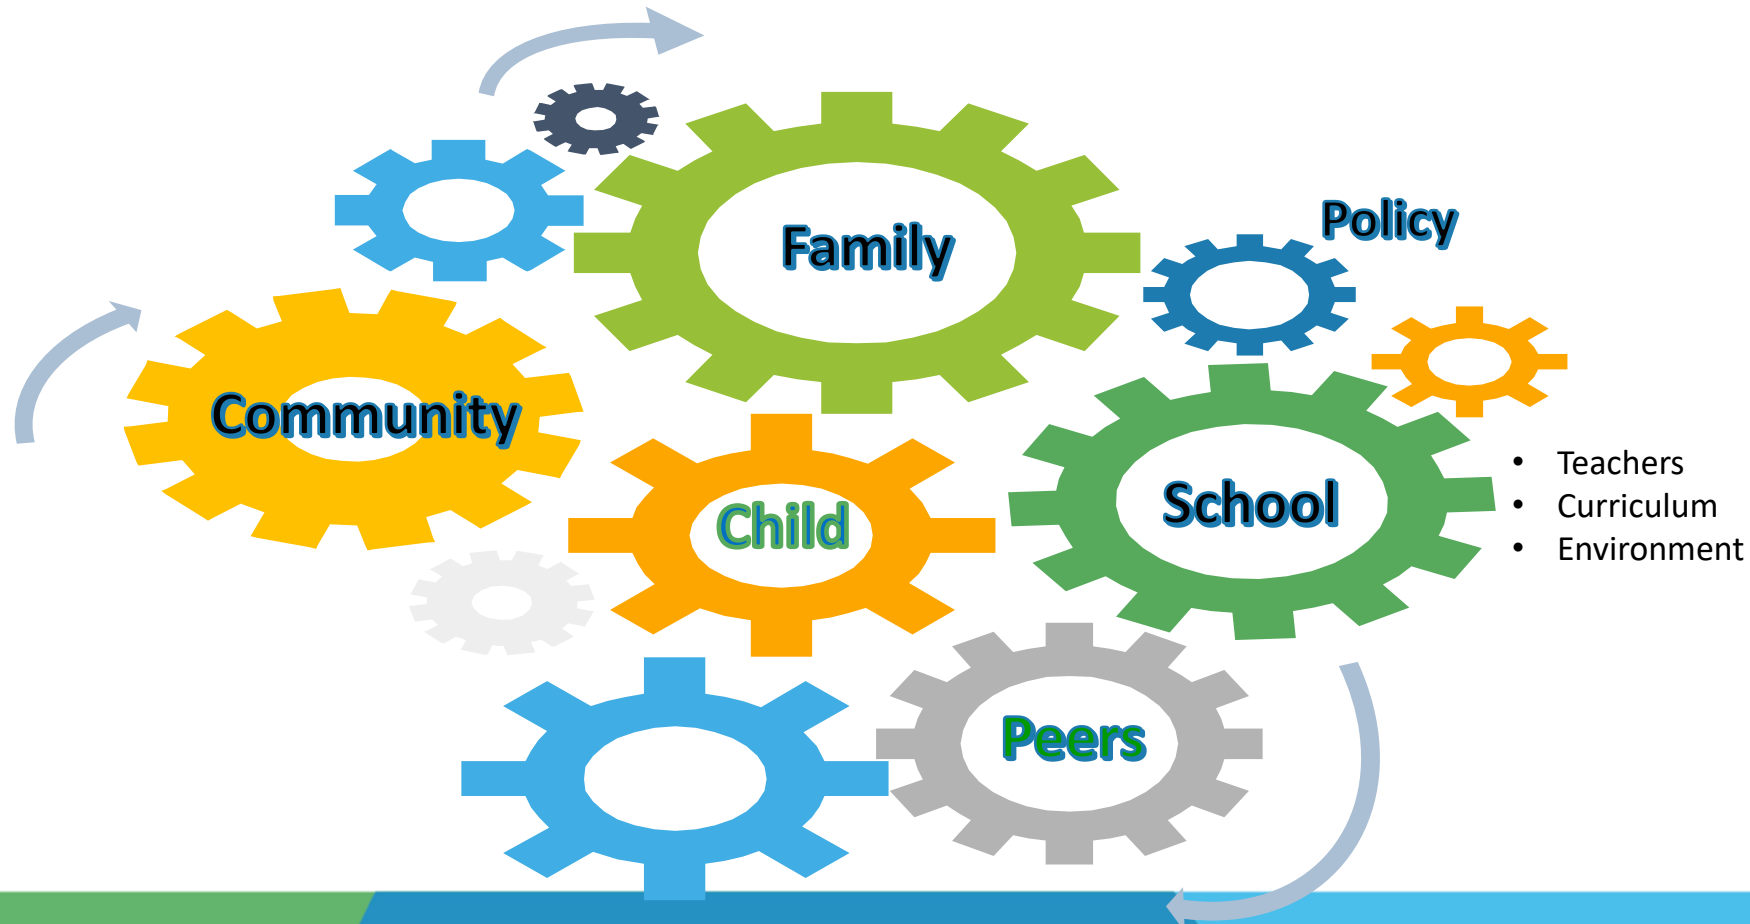 Family
Policy
Community
Child
School
• Teachers
• Curriculum
• Environment
Peers